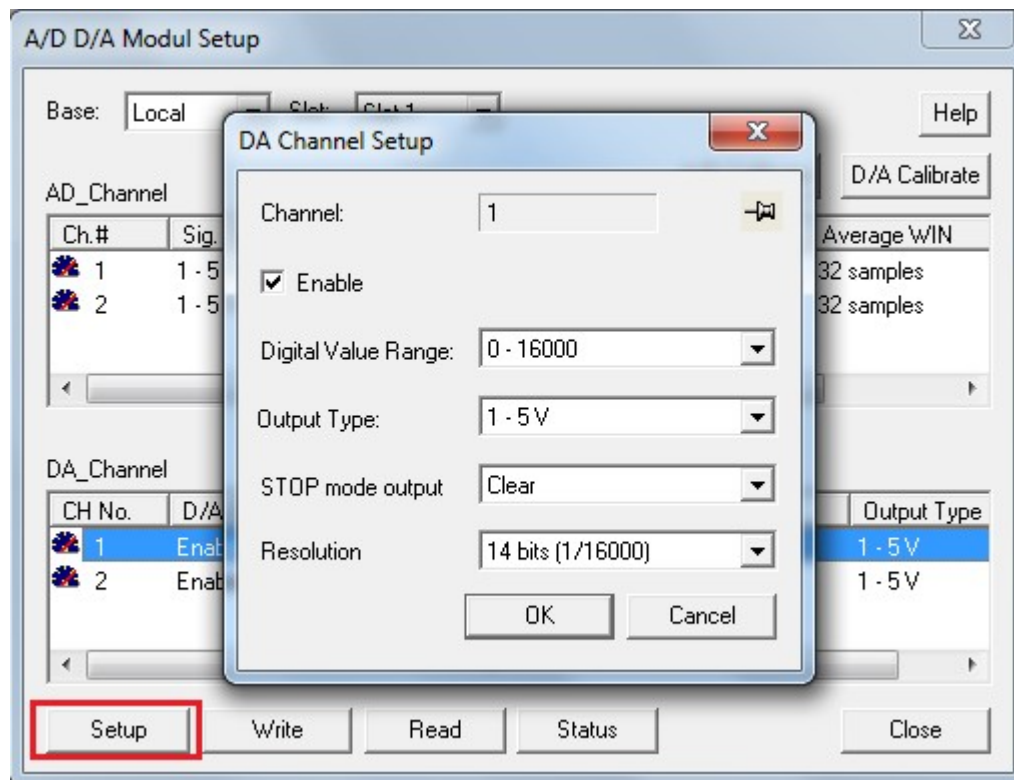 A/D D/A Modul Setup
Base: Local Slot: Slot 1
Help
D/A Calibrate
AD_Channel
Ch.# Sig. Average WIN
1 1 - 5 32 samples
2 1 - 5 32 samples
DA Channel Setup
Channel: 1
Enable
Digital Value Range: 0 - 16000
Output Type: 1 - 5 V
STOP mode output Clear
Resolution 14 bits (1/16000)
OK Cancel
DA_Channel
CH No. D/A Output Type
1 Enab 1 - 5 V
2 Enab 1 - 5 V
Setup Write Read Status Close